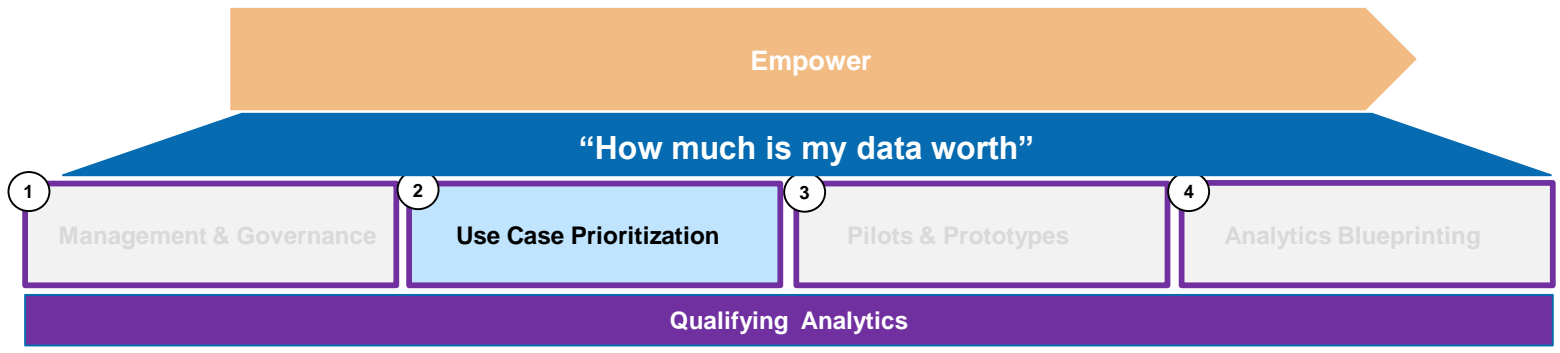 Empower
“How much is my data worth”
1
Management & Governance
2
Use Case Prioritization
3
Pilots & Prototypes
4
Analytics Blueprinting
Qualifying Analytics